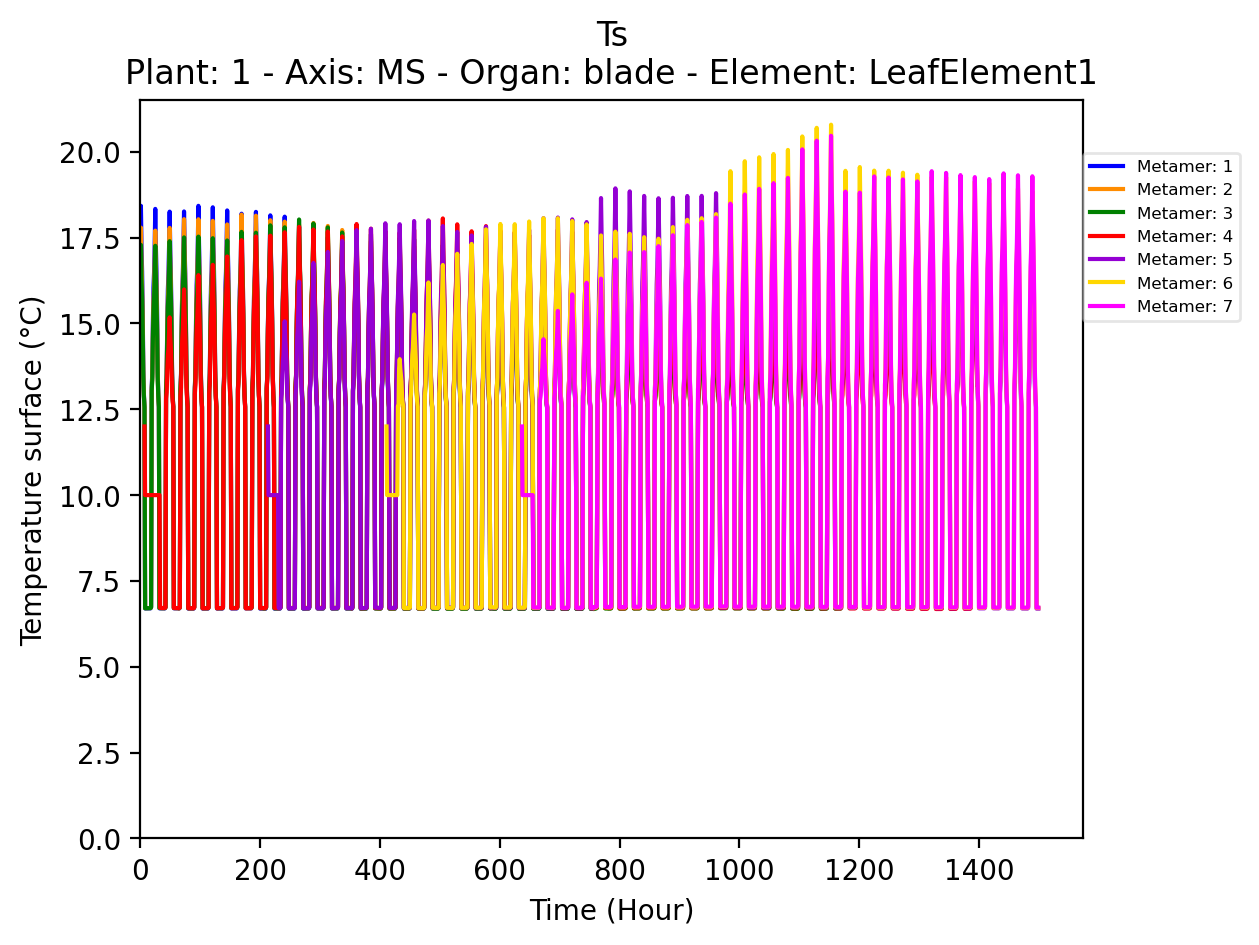 Ts
Plant: 1 - Axis: MS - Organ: blade - Element: LeafElement1
Temperature surface (°C)
20.0
17.5
15.0
12.5
10.0
7.5
5.0
2.5
0.0
0 200 400 600 800 1000 1200 1400
Time (Hour)
Metamer: 1
Metamer: 2
Metamer: 3
Metamer: 4
Metamer: 5
Metamer: 6
Metamer: 7